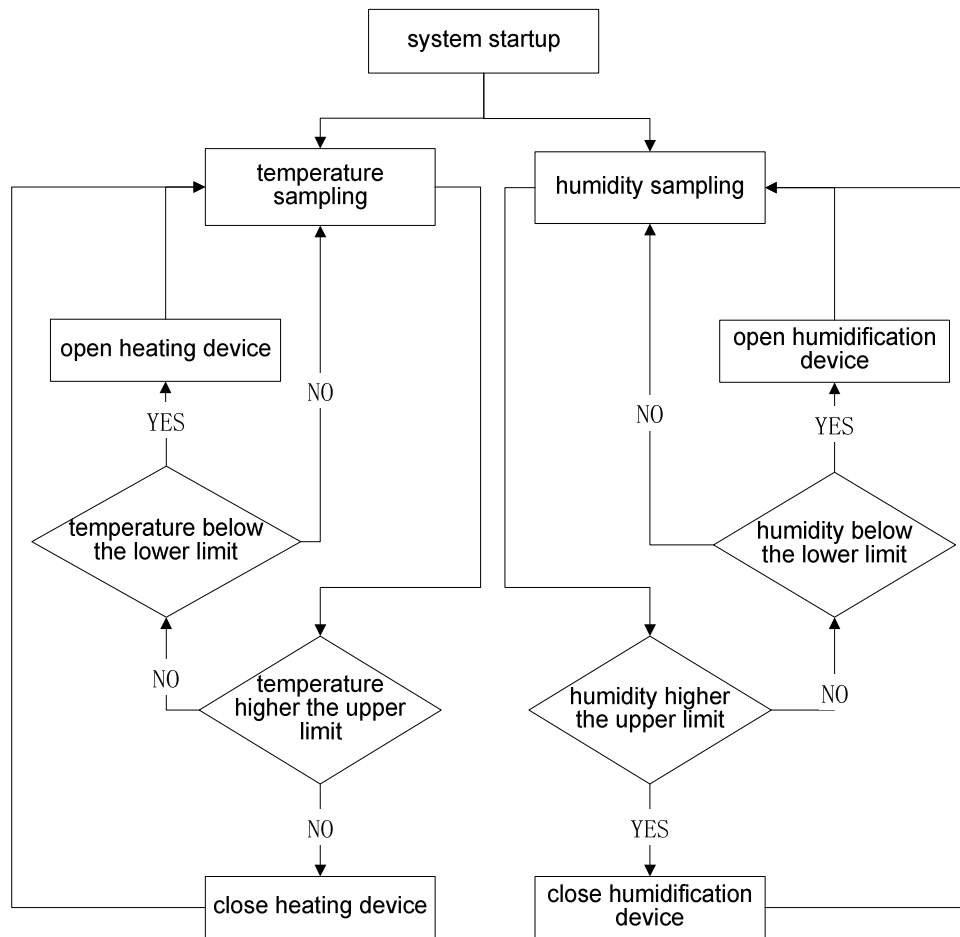 system startup
temperature
sampling
humidity sampling
open heating device
open humidification
device
NO
NO
YES
YES
temperature below
the lower limit
humidity below
the lower limit
NO
temperature
higher the upper
limit
humidity higher
the upper limit
NO
NO
YES
close heating device
close humidification
device